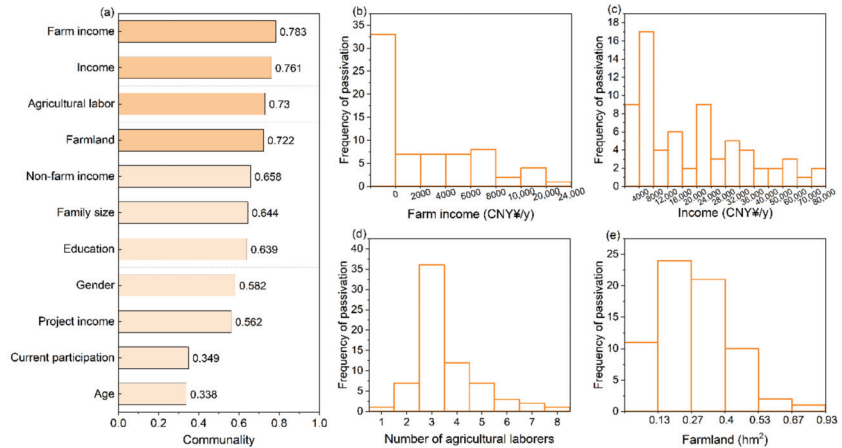 (a)
Farm income
0.783
Income
0.761
Agricultural labor
0.73
Farmland
0.722
Non-farm income
0.658
Family size
0.644
Education
0.639
Gender
0.582
Project income
0.562
Current participation
0.349
Age
0.338
0.0 0.2 0.4 0.6 0.8 1.0
Communality
(b)
Frequency of passivation
35
30
25
20
15
10
5
0
0 2000 4000 6000 8000 10,000 20,000 24,000
Farm income (CNY¥/y)
(c)
Frequency of passivation
18
16
14
12
10
8
6
4
2
0
4000 8000 12,000 16,000 20,000 24,000 28,000 32,000 36,000 40,000 50,000 60,000 70,000 80,000
Income (CNY¥/y)
(d)
Frequency of passivation
40
35
30
25
20
15
10
5
0
1 2 3 4 5 6 7 8
Number of agricultural laborers
(e)
Frequency of passivation
25
20
15
10
5
0
0.13 0.27 0.4 0.53 0.67 0.93
Farmland (hm²)